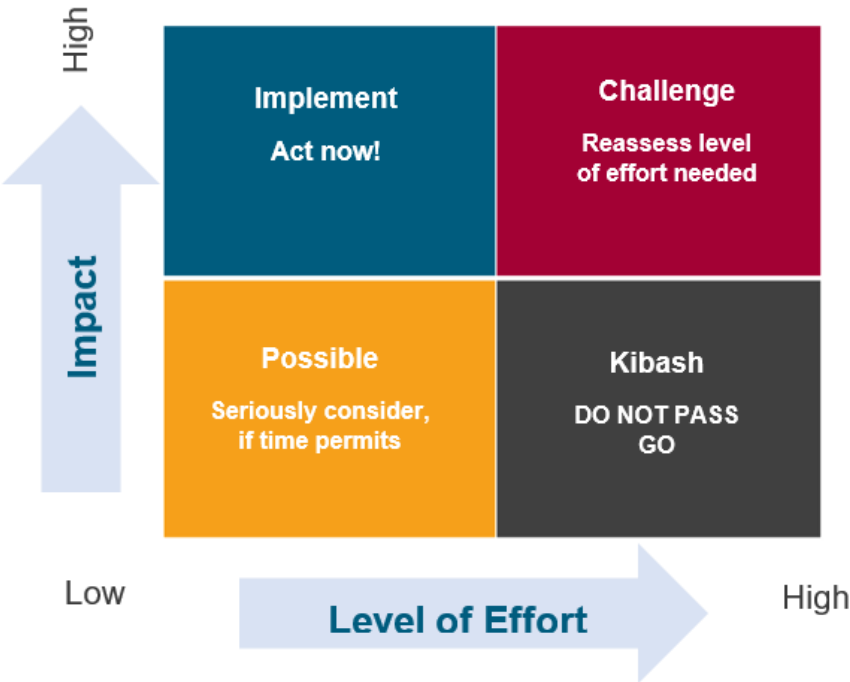 High
Implement
Act now!
Challenge
Reassess level
of effort needed
Impact
Possible
Seriously consider,
if time permits
Kibash
DO NOT PASS
GO
Low
Level of Effort
High